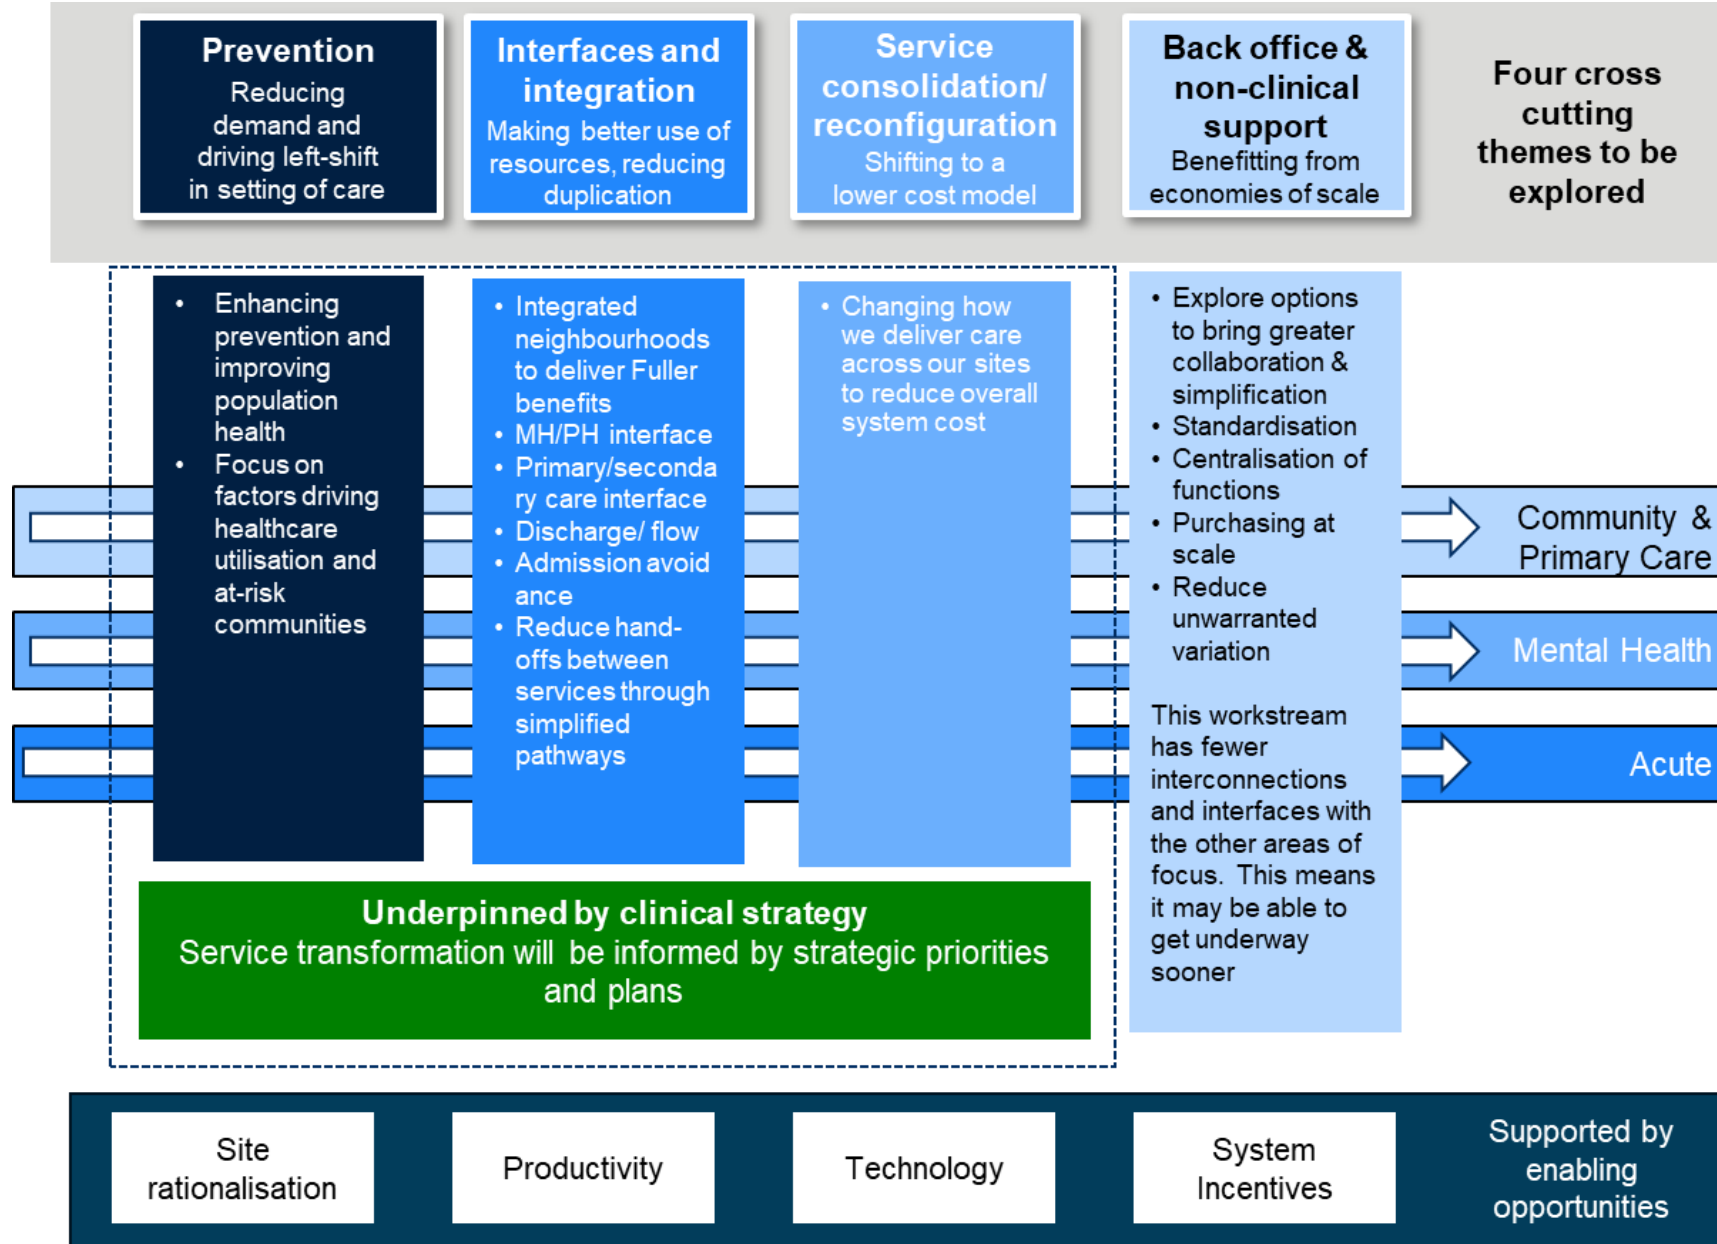 Prevention
Reducing
demand and
driving left-shift
in setting of care
Interfaces and
integration
Making better use of
resources, reducing
duplication
Service
consolidation/
reconfiguration
Shifting to a
lower cost model
Back office &
non-clinical
support
Benefitting from
economies of scale
Four cross
cutting
themes to be
explored
• Enhancing
prevention and
improving
population
health
• Focus on
factors driving
healthcare
utilisation and
at-risk
communities
• Integrated
neighbourhoods
to deliver Fuller
benefits
• MH/PH interface
• Primary/seconda
ry care interface
• Discharge/ flow
• Admission avoid
ance
• Reduce hand-
offs between
services through
simplified
pathways
• Changing how
we deliver care
across our sites
to reduce overall
system cost
• Explore options
to bring greater
collaboration &
simplification
• Standardisation
• Centralisation of
functions
• Purchasing at
scale
• Reduce
unwarranted
variation
This workstream
has fewer
interconnections
and interfaces with
the other areas of
focus. This means
it may be able to
get underway
sooner
Community &
Primary Care
Mental Health
Acute
Underpinned by clinical strategy
Service transformation will be informed by strategic priorities
and plans
Site
rationalisation
Productivity
Technology
System
Incentives
Supported by
enabling
opportunities